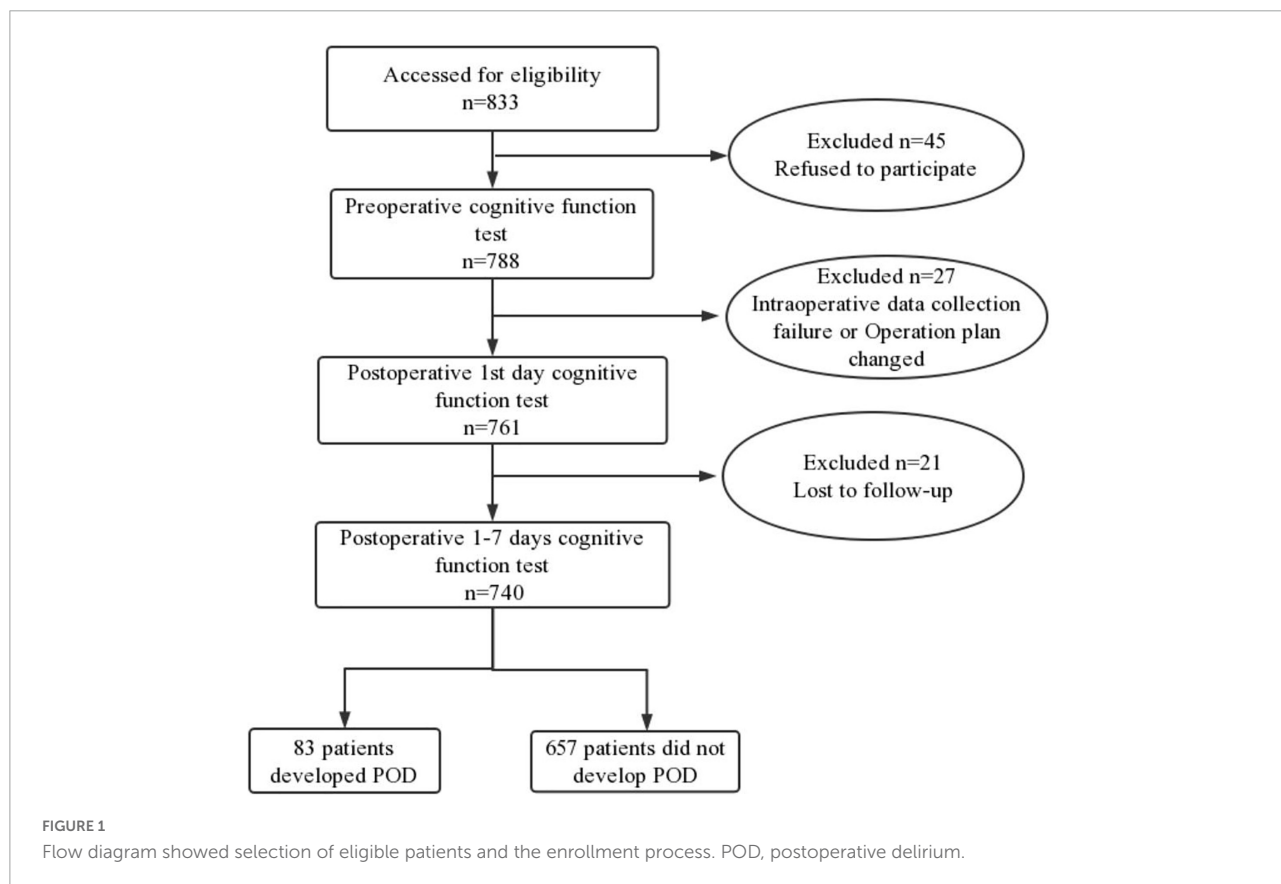 Accessed for eligibility
n=833
Excluded n=45
Refused to participate
Preoperative cognitive function
test
n=788
Excluded n=27
Intraoperative data collection
failure or Operation plan
changed
Postoperative 1st day cognitive
function test
n=761
Excluded n=21
Lost to follow-up
Postoperative 1-7 days cognitive
function test
n=740
83 patients
developed POD
657 patients did not
develop POD
FIGURE 1
Flow diagram showed selection of eligible patients and the enrollment process. POD, postoperative delirium.